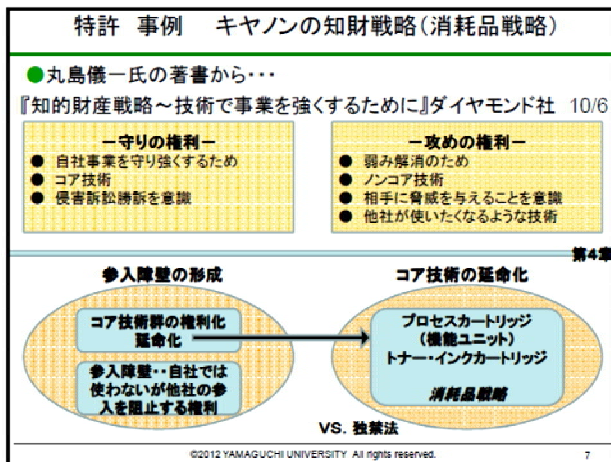 特許 事例 キヤノンの知財戦略(消耗品戦略)
●丸島儀一氏の著書から・・・
『知的財産戦略~技術で事業を強くするために』ダイヤモンド社 10/6
-守りの権利-
● 自社事業を守り強くするため
● コア技術
● 侵害訴訟勝訴を意識
-攻めの権利-
● 弱み解消のため
● ノンコア技術
● 相手に脅威を与えることを意識
● 他社が使いたくなるような技術
第4章
参入障壁の形成
コア技術群の権利化
延命化
参入障壁・・自社では
使わないが他社の参
入を阻止する権利
コア技術の延命化
プロセスカートリッジ
(機能ユニット)
トナー・インクカートリッジ
消耗品戦略
VS. 独禁法
©2012 YAMAGUCHI UNIVERSITY All rights reserved.
7